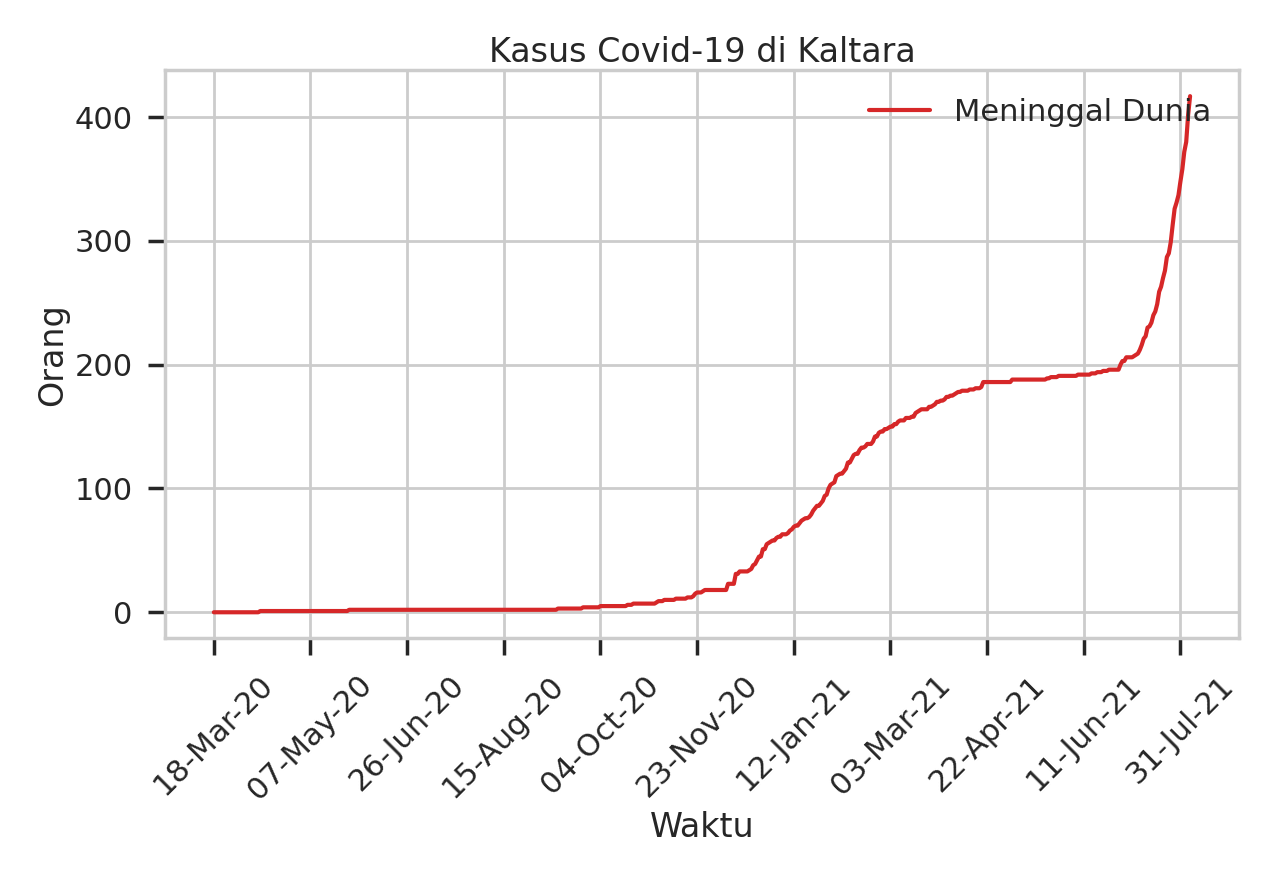 Kasus Covid-19 di Kaltara
Meninggal Dunia
400
300
200
100
0
Orang
18-Mar-20
07-May-20
26-Jun-20
15-Aug-20
04-Oct-20
23-Nov-20
12-Jan-21
03-Mar-21
22-Apr-21
11-Jun-21
31-Jul-21
Waktu